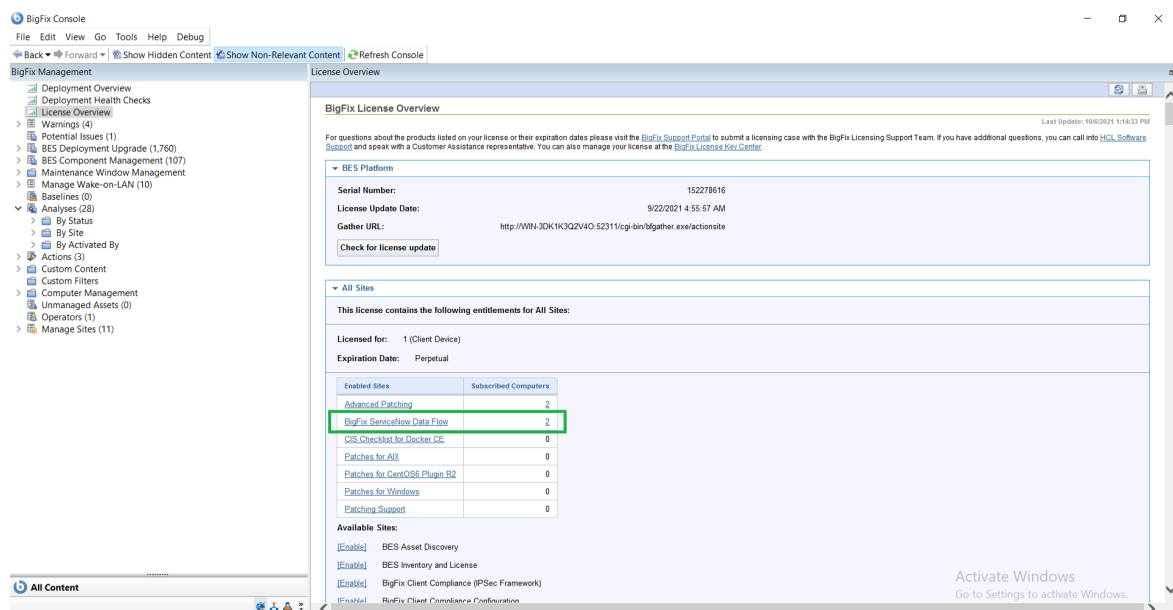 BigFix Console
File Edit View Go Tools Help Debug
Back Forward Show Hidden Content Show Non-Relevant Content Refresh Console
BigFix Management
License Overview
Deployment Overview
Deployment Health Checks
License Overview
Warnings (4)
Potential Issues (1)
BES Deployment Upgrade (1,760)
BES Component Management (107)
Maintenance Window Management
Manage Wake-on-LAN (10)
Baselines (0)
Analyses (28)
By Status
By Site
By Activated By
Actions (3)
Custom Content
Custom Filters
Computer Management
Unmanaged Assets (0)
Operators (1)
Manage Sites (11)
All Content
BigFix License Overview
Last Update: 10/6/2021 1:14:33 PM
For questions about the products listed on your license or their expiration dates please visit the BigFix Support Portal to submit a licensing case with the BigFix Licensing Support Team. If you have additional questions, you can call into HCL Software
Support and speak with a Customer Assistance representative. You can also manage your license at the BigFix License Key Center.
BES Platform
Serial Number: 152278616
License Update Date: 9/22/2021 4:55:57 AM
Gather URL: http://WIN-3DK1K3Q2V4O:52311/cgi-bin/bfgather.exe/actionsite
Check for license update
All Sites
This license contains the following entitlements for All Sites:
Licensed for: 1 (Client Device)
Expiration Date: Perpetual
Enabled Sites Subscribed Computers
Advanced Patching 2
BigFix ServiceNow Data Flow 2
CIS Checklist for Docker CE 0
Patches for AIX 0
Patches for CentOS6 Plugin R2 0
Patches for Windows 0
Patching Support 0
Available Sites:
[Enable] BES Asset Discovery
[Enable] BES Inventory and License
[Enable] BigFix Client Compliance (IPSec Framework)
[Enable] BigFix Client Compliance Configuration
Activate Windows
Go to Settings to activate Windows.